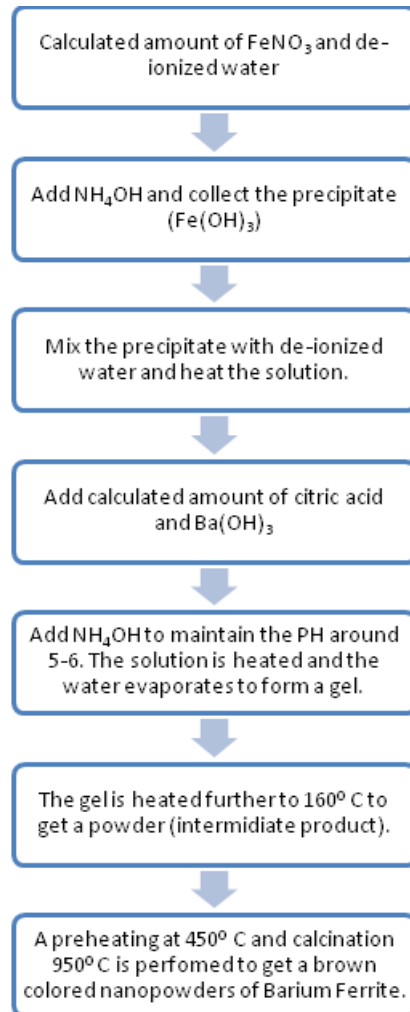 Calculated amount of FeNO₃ and de-
ionized water
Add NH₄OH and collect the precipitate
(Fe(OH)₃)
Mix the precipitate with de-ionized
water and heat the solution.
Add calculated amount of citric acid
and Ba(OH)₃
Add NH₄OH to maintain the PH around
5-6. The solution is heated and the
water evaporates to form a gel.
The gel is heated further to 160⁰ C to
get a powder (intermidiate product).
A preheating at 450⁰ C and calcination
950⁰ C is perfomed to get a brown
colored nanopowders of Barium Ferrite.